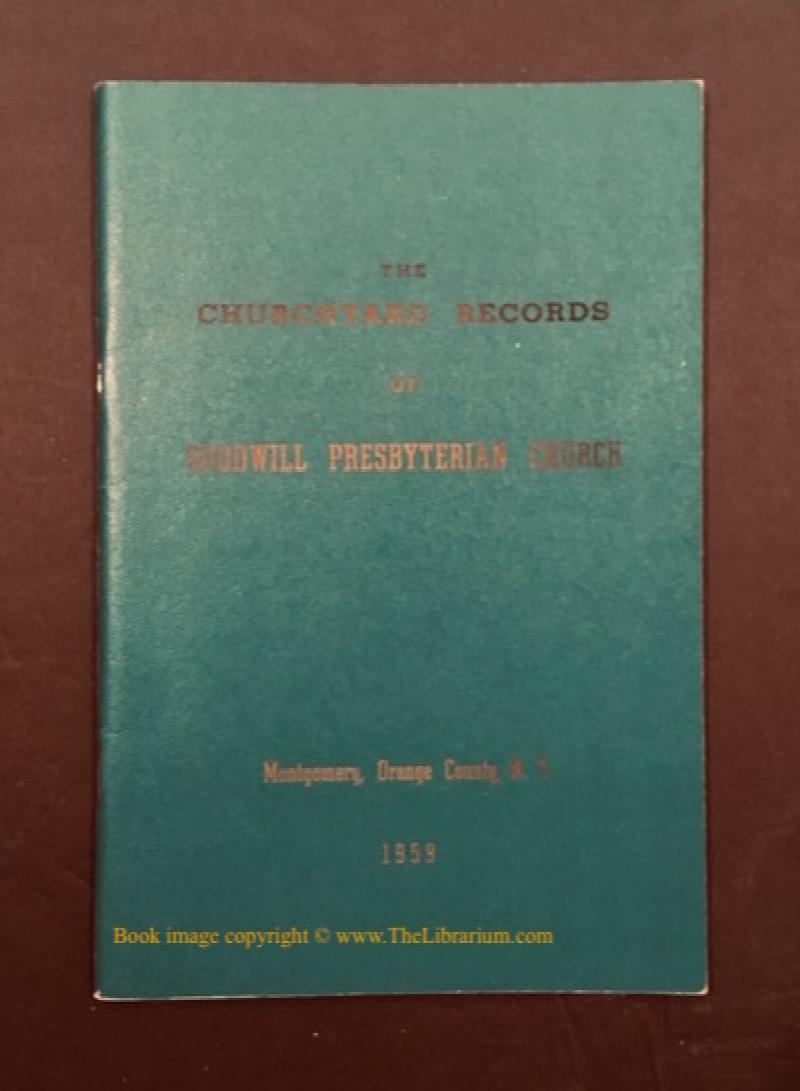 THE
CHURCHYARD RECORDS
OF
GOODWILL PRESBYTERIAN CHURCH
Montgomery, Orange County, N. Y.
1959
Book image copyright © www.TheLibrarium.com